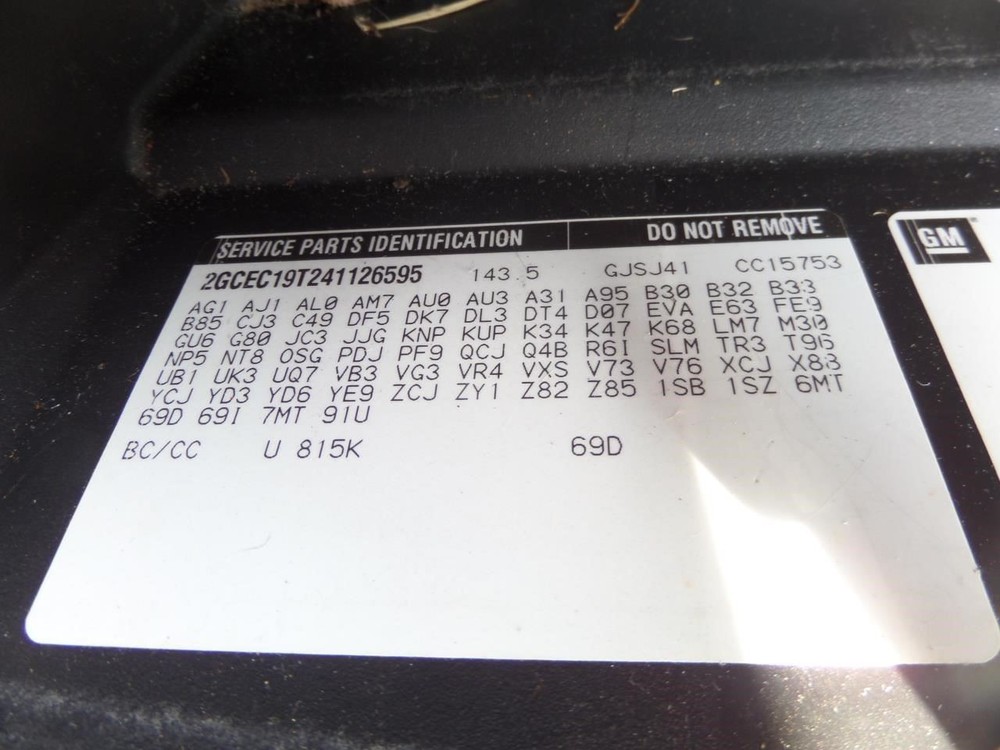 SERVICE PARTS IDENTIFICATION DO NOT REMOVE
GM
2GCEC19T241126595 143.5 GJSJ41 CC15753
AG1 AJ1 AL0 AM7 AU0 AU3 A31 A95 B30 B32 B33
B85 CJ3 C49 DF5 DK7 DL3 DT4 D07 EVA E63 FE9
GU6 G80 JC3 JJG KNP KUP K34 K47 K68 LM7 M30
NP5 NT8 OSG PDJ PF9 QCJ Q4B R6I SLM TR3 T96
UB1 UK3 UQ7 VB3 VG3 VR4 VXS V73 V76 XCJ X88
YCJ YD3 YD6 YE9 ZCJ ZY1 Z82 Z85 1SB 1SZ 6MT
69D 69I 7MT 9IU
BC/CC U 815K 69D